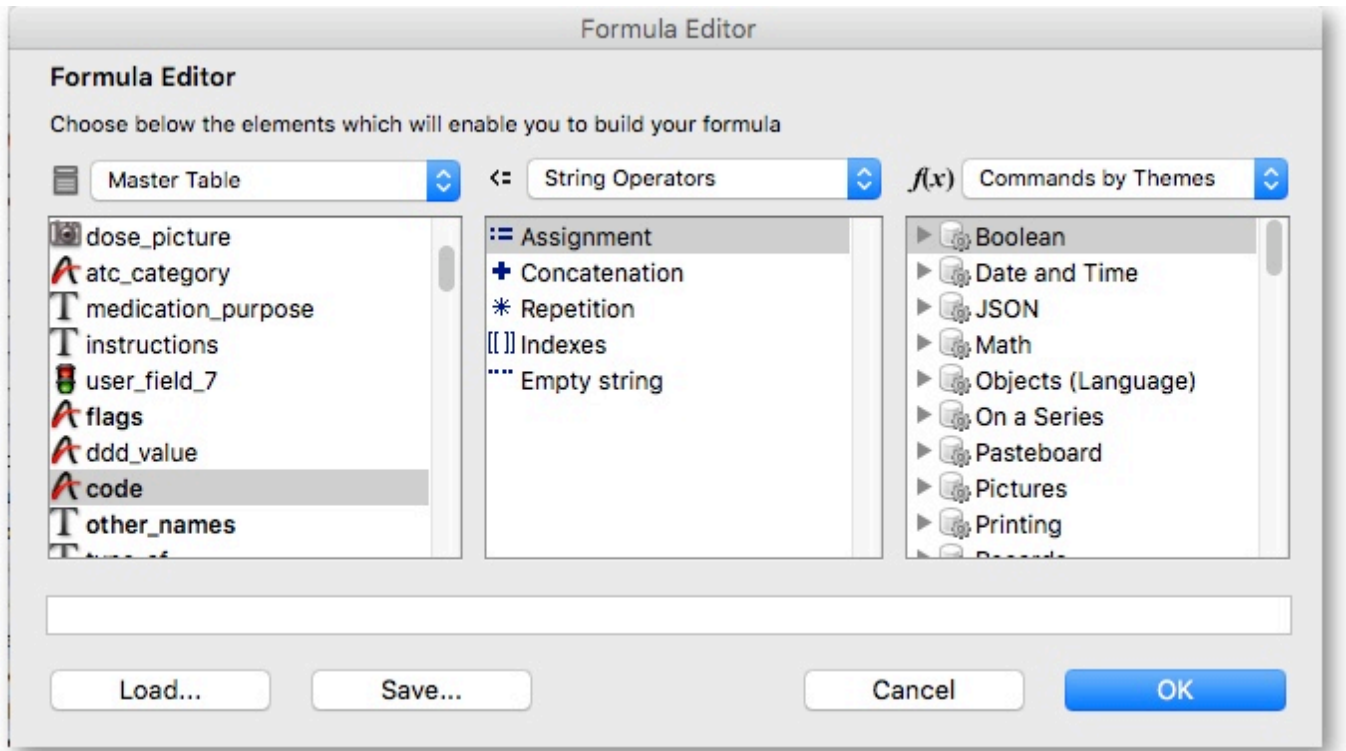 Formula Editor
Formula Editor
Choose below the elements which will enable you to build your formula
Master Table
dose_picture
atc_category
medication_purpose
instructions
user_field_7
flags
ddd_value
code
other_names
<= String Operators
:= Assignment
+ Concatenation
* Repetition
[[ ]] Indexes
"" Empty string
f(x) Commands by Themes
Boolean
Date and Time
JSON
Math
Objects (Language)
On a Series
Pasteboard
Pictures
Printing
Load...
Save...
Cancel
OK